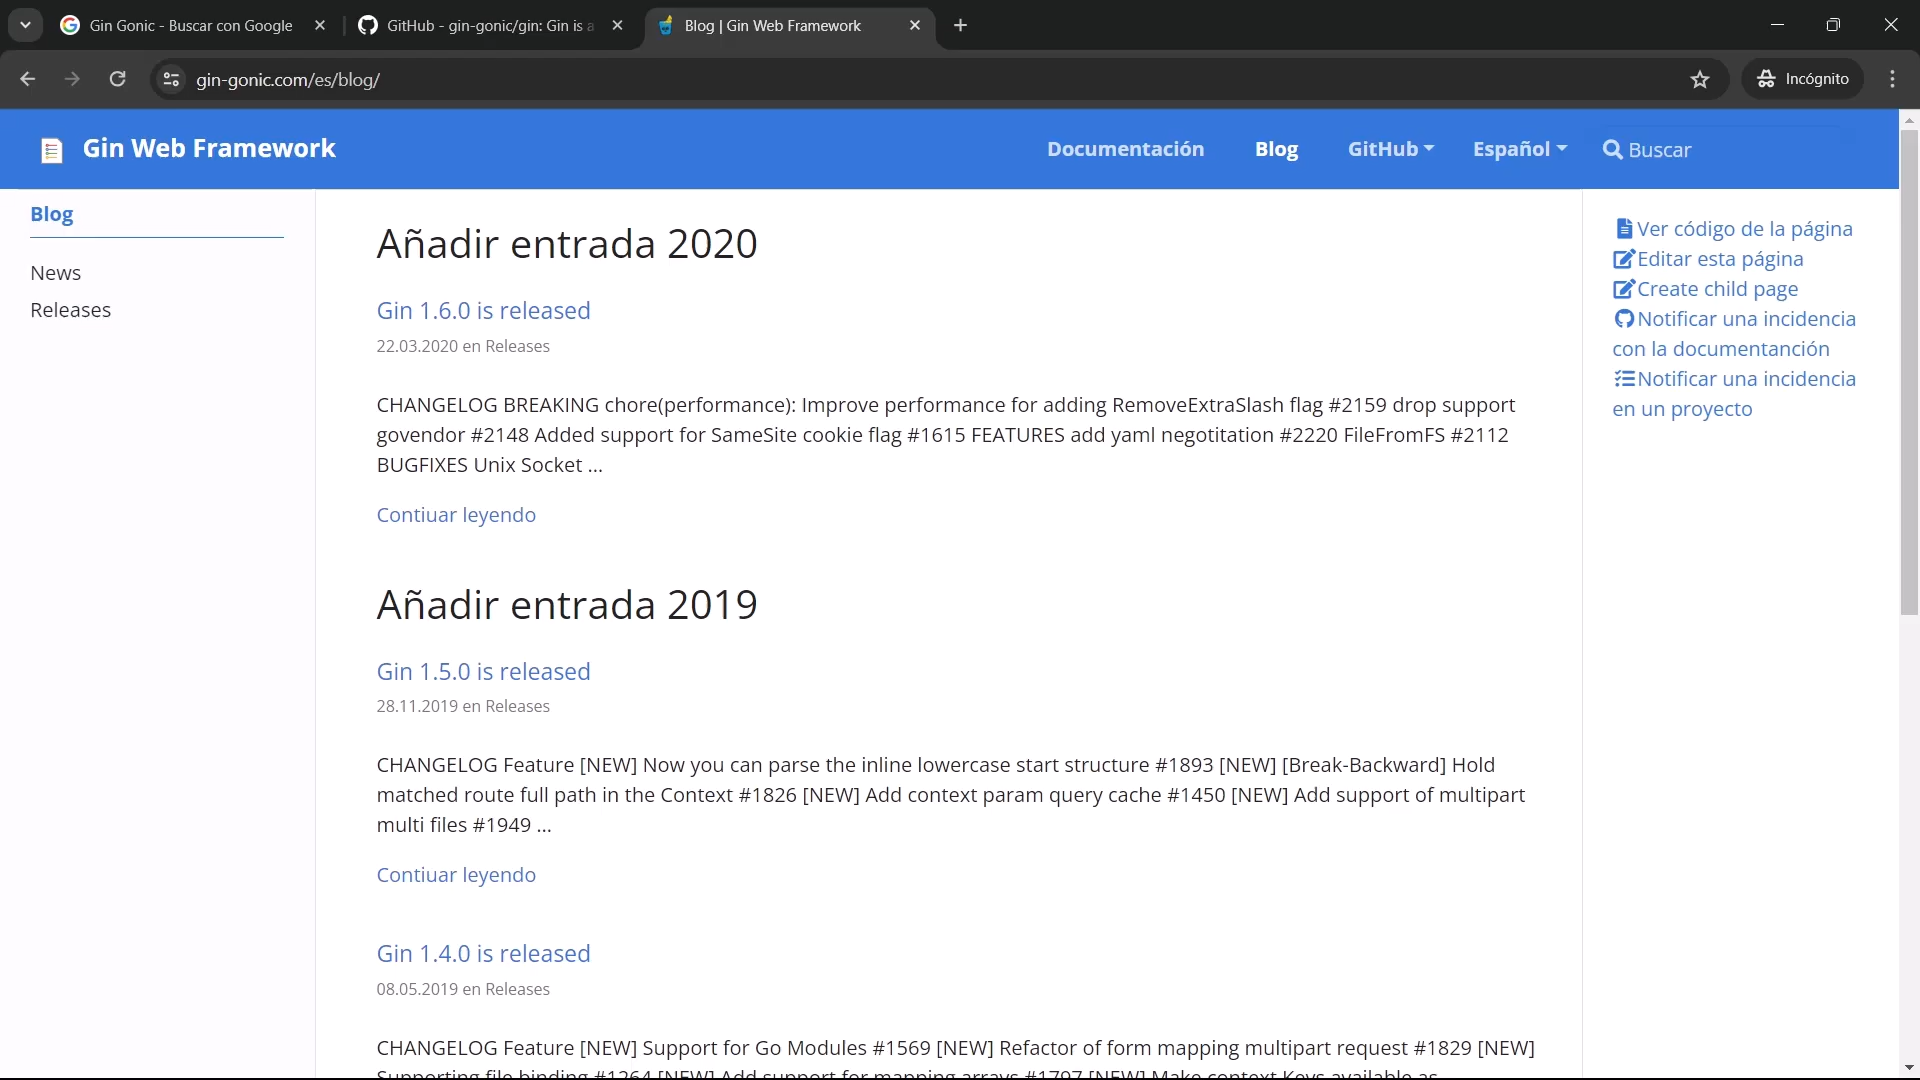 Gin Gonic - Buscar con Google
GitHub - gin-gonic/gin: Gin is a
Blog | Gin Web Framework
gin-gonic.com/es/blog/
Incógnito
Gin Web Framework
Documentación
Blog
GitHub
Español
Buscar
Blog
News
Releases
Añadir entrada 2020
Gin 1.6.0 is released
22.03.2020 en Releases
CHANGELOG BREAKING chore(performance): Improve performance for adding RemoveExtraSlash flag #2159 drop support
govendor #2148 Added support for SameSite cookie flag #1615 FEATURES add yaml negotitation #2220 FileFromFS #2112
BUGFIXES Unix Socket ...
Contiuar leyendo
Añadir entrada 2019
Gin 1.5.0 is released
28.11.2019 en Releases
CHANGELOG Feature [NEW] Now you can parse the inline lowercase start structure #1893 [NEW] [Break-Backward] Hold
matched route full path in the Context #1826 [NEW] Add context param query cache #1450 [NEW] Add support of multipart
multi files #1949 ...
Contiuar leyendo
Gin 1.4.0 is released
08.05.2019 en Releases
CHANGELOG Feature [NEW] Support for Go Modules #1569 [NEW] Refactor of form mapping multipart request #1829 [NEW]
Supporting file binding #1264 [NEW] Add support for mapping arrays #1797 [NEW] Make context Keys available as
Ver código de la página
Editar esta página
Create child page
Notificar una incidencia
con la documentanción
Notificar una incidencia
en un proyecto